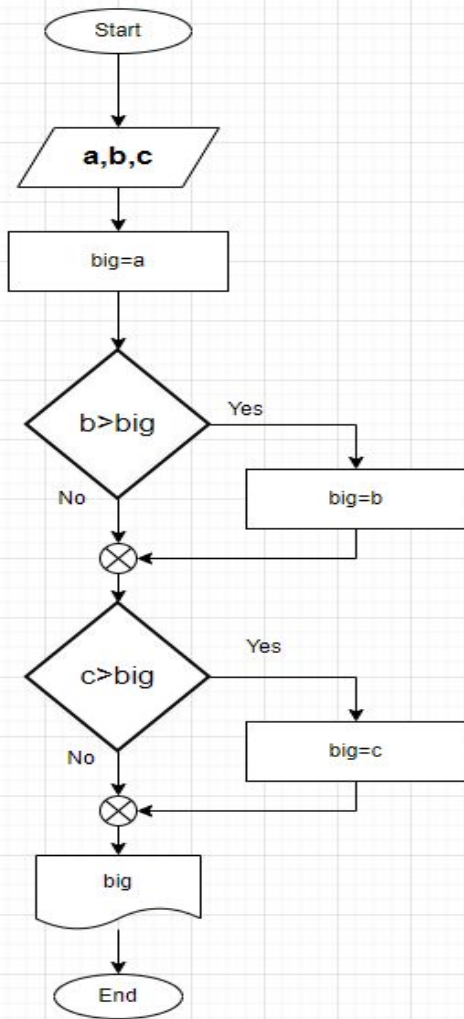 Start
a,b,c
big=a
b>big
Yes
big=b
No
c>big
Yes
big=c
No
big
End